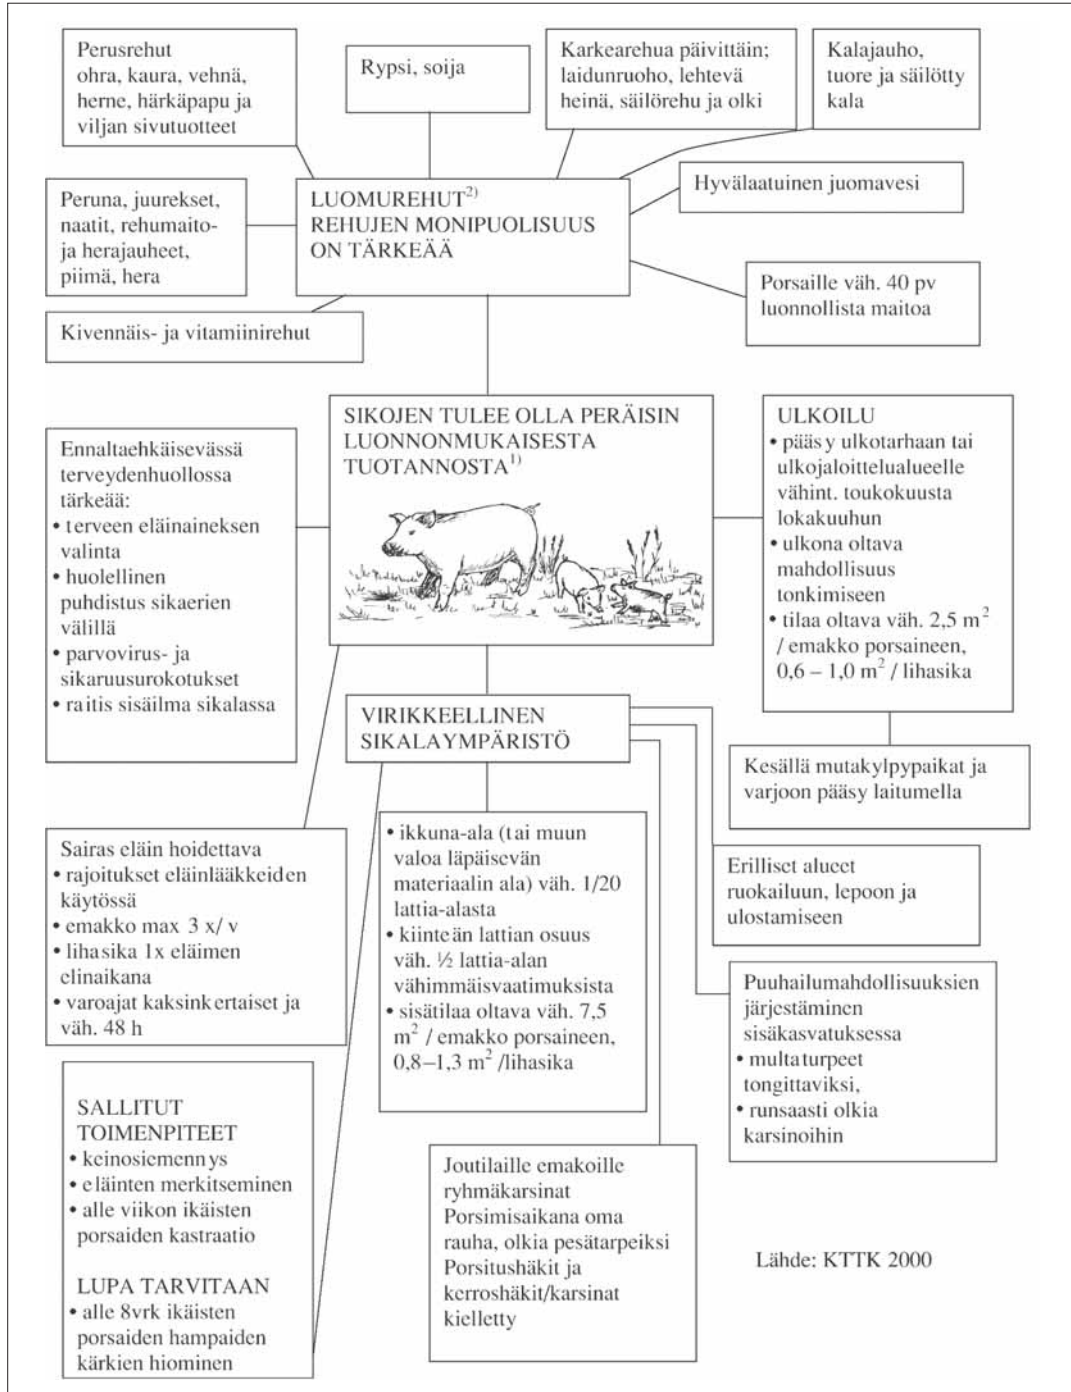 Perusrehut
ohra, kaura, vehnä,
herne, härkäpapu ja
viljan sivutuotteet
Rypsi, soija
Karkearehua päivittäin;
laidunruoho, lehtevä
heinä, säilörehu ja olki
Kalajauho,
tuore ja säilötty
kala
Peruna, juurekset,
naatit, rehumaito-
ja herajauheet,
piimä, hera
LUOMUREHUT2)
REHUJEN MONIPUOLISUUS
ON TÄRKEÄÄ
Hyvälaatuinen juomavesi
Porsaille väh. 40 pv
luonnollista maitoa
Kivennäis- ja vitamiinirehut
SIKOJEN TULEE OLLA PERÄISIN
LUONNONMUKAISESTA
TUOTANNOSTA1)
Ennaltaehkäisevässä
terveydenhuollossa
tärkeää:
• terveen eläinaineksen
valinta
• huolellinen
puhdistus sikaerien
välillä
• parvovirus- ja
sikaruusurokotukset
• raitis sisäilma sikalassa
ULKOILU
• pääsy ulkotarhaan tai
ulkojaloittelualueelle
vähint. toukokuusta
lokakuuhun
• ulkona oltava
mahdollisuus
tonkimiseen
• tilaa oltava väh. 2,5 m2
/ emakko porsaineen,
0,6 – 1,0 m2 / lihasika
VIRIKKEELLINEN
SIKALAYMPÄRISTÖ
Kesällä mutakylpypaikat ja
varjoon pääsy laitumella
Sairas eläin hoidettava
• rajoitukset eläinlääkkeiden
käytössä
• emakko max 3 x/ v
• lihasika 1x eläimen
elinaikana
• varoajat kaksinkertaiset ja
väh. 48 h
• ikkuna-ala (tai muun
valoa läpäisevän
materiaalin ala) väh. 1/20
lattia-alasta
• kiinteän lattian osuus
väh. ½ lattia-alan
vähimmäisvaatimuksista
• sisätilaa oltava väh. 7,5
m2 / emakko porsaineen,
0,8–1,3 m2 /lihasika
Erilliset alueet
ruokailuun, lepoon ja
ulostamiseen
Puuhailumahdollisuuksien
järjestäminen
sisäkasvatuksessa
• multaturpeet
tongittaviksi,
• runsaasti olkia
karsinoihin
SALLITUT
TOIMENPITEET
• keinosiemennys
• eläinten merkitseminen
• alle viikon ikäisten
porsaiden kastraatio
LUPA TARVITAAN
• alle 8vrk ikäisten
porsaiden hampaiden
kärkien hiominen
Joutilaille emakoille
ryhmäkarsinat
Porsimisaikana oma
rauha, olkia pesätarpeiksi
Porsitushäkit ja
kerroshäkit/karsinat
kielletty
Lähde: KTTK 2000